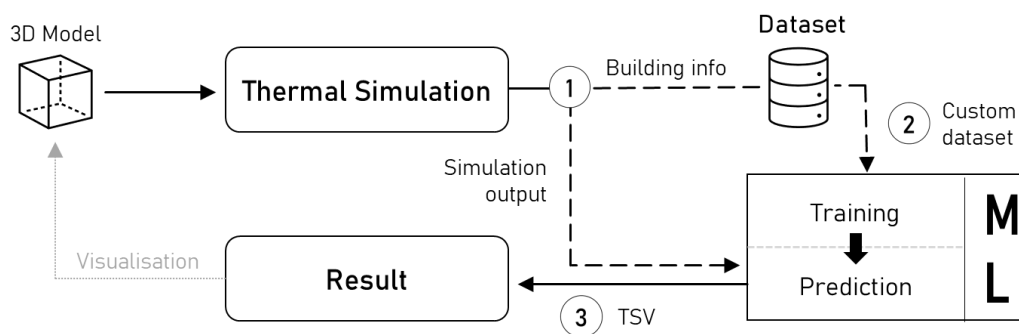 3D Model
Thermal Simulation
1
Building info
Dataset
2
Custom
dataset
Simulation
output
Training
Prediction
M
L
Visualisation
Result
3
TSV